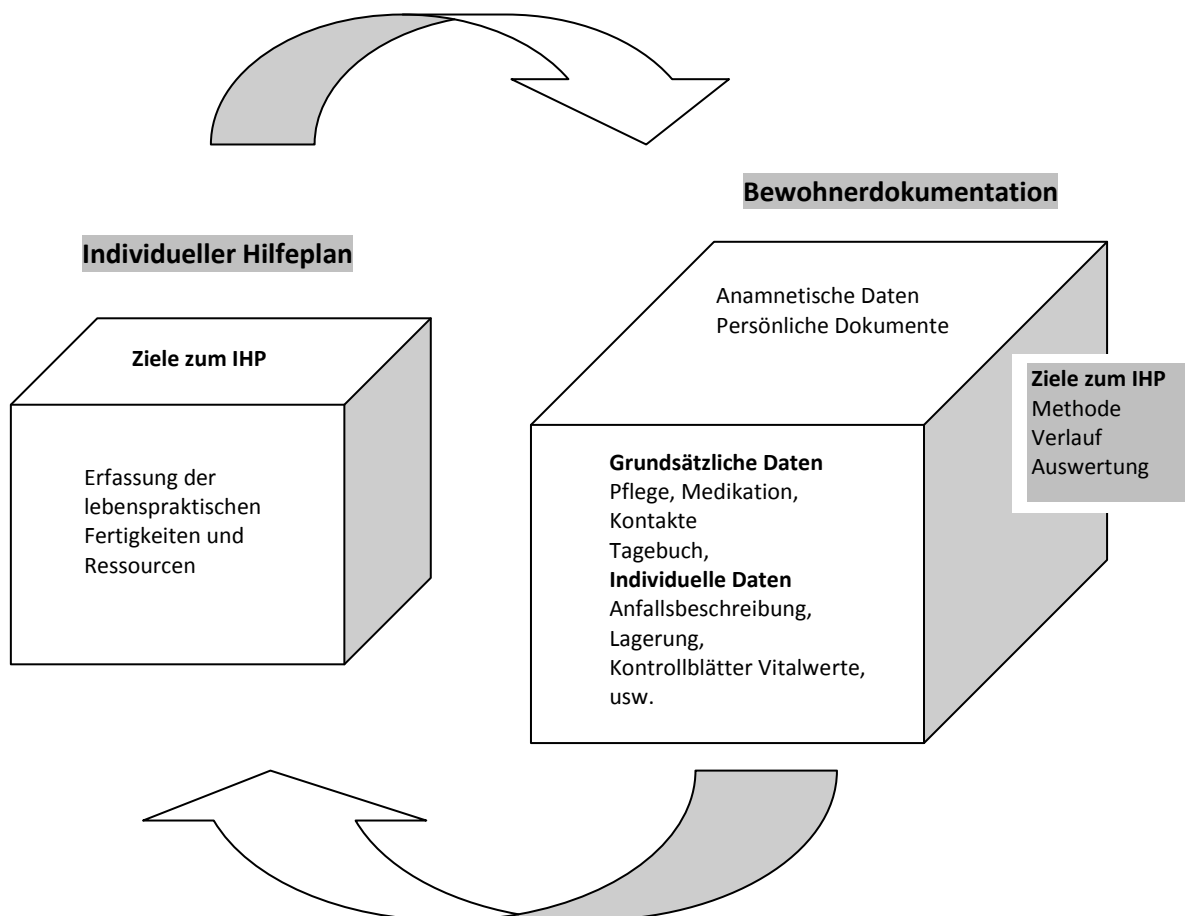 Bewohnerdokumentation
Individueller Hilfeplan
Anamnetische Daten
Persönliche Dokumente
Ziele zum IHP
Ziele zum IHP
Methode
Verlauf
Auswertung
Erfassung der
lebenspraktischen
Fertigkeiten und
Ressourcen
Grundsätzliche Daten
Pflege, Medikation,
Kontakte
Tagebuch,
Individuelle Daten
Anfallsbeschreibung,
Lagerung,
Kontrollblätter Vitalwerte,
usw.